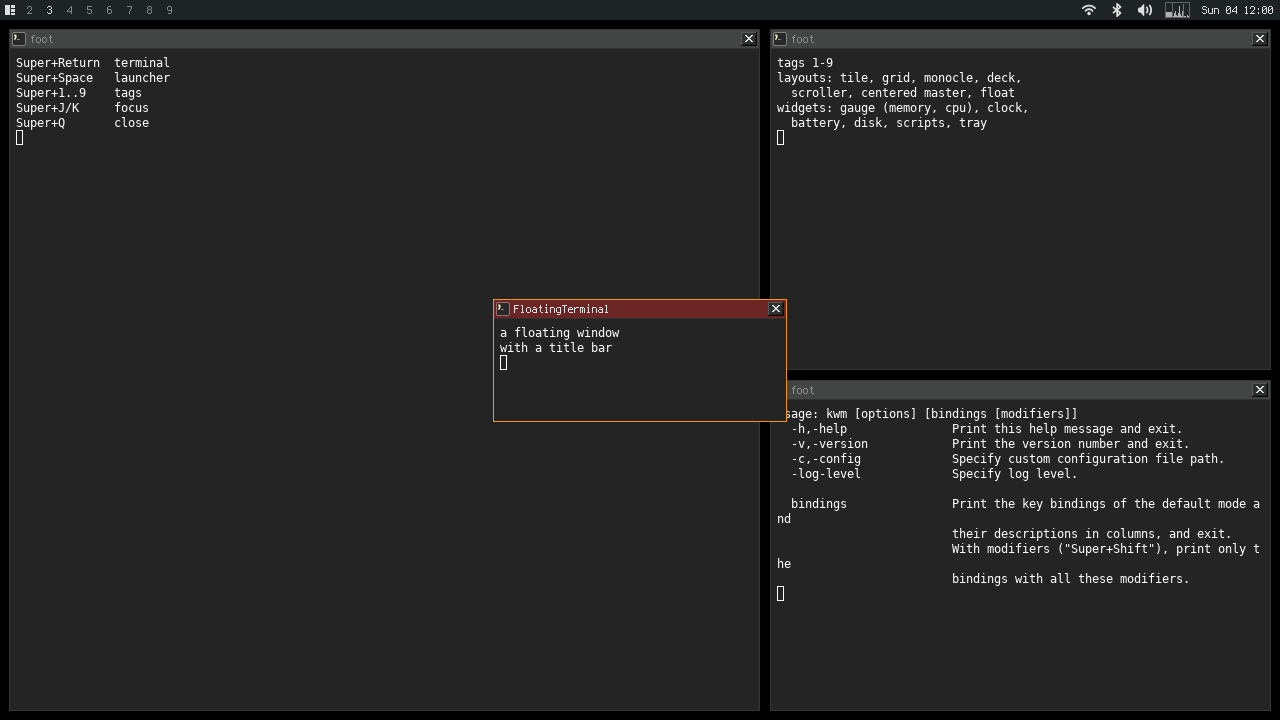 2 3 4 5 6 7 8 9
Sun 04 12:00
foot
Super+Return terminal
Super+Space launcher
Super+1..9 tags
Super+J/K focus
Super+Q close
foot
tags 1-9
layouts: tile, grid, monocle, deck,
scroller, centered master, float
widgets: gauge (memory, cpu), clock,
battery, disk, scripts, tray
FloatingTerminal
a floating window
with a title bar
foot
sage: kwm [options] [bindings [modifiers]]
-h,-help Print this help message and exit.
-v,-version Print the version number and exit.
-c,-config Specify custom configuration file path.
-log-level Specify log level.
bindings Print the key bindings of the default mode a
nd
their descriptions in columns, and exit.
With modifiers ("Super+Shift"), print only t
he
bindings with all these modifiers.